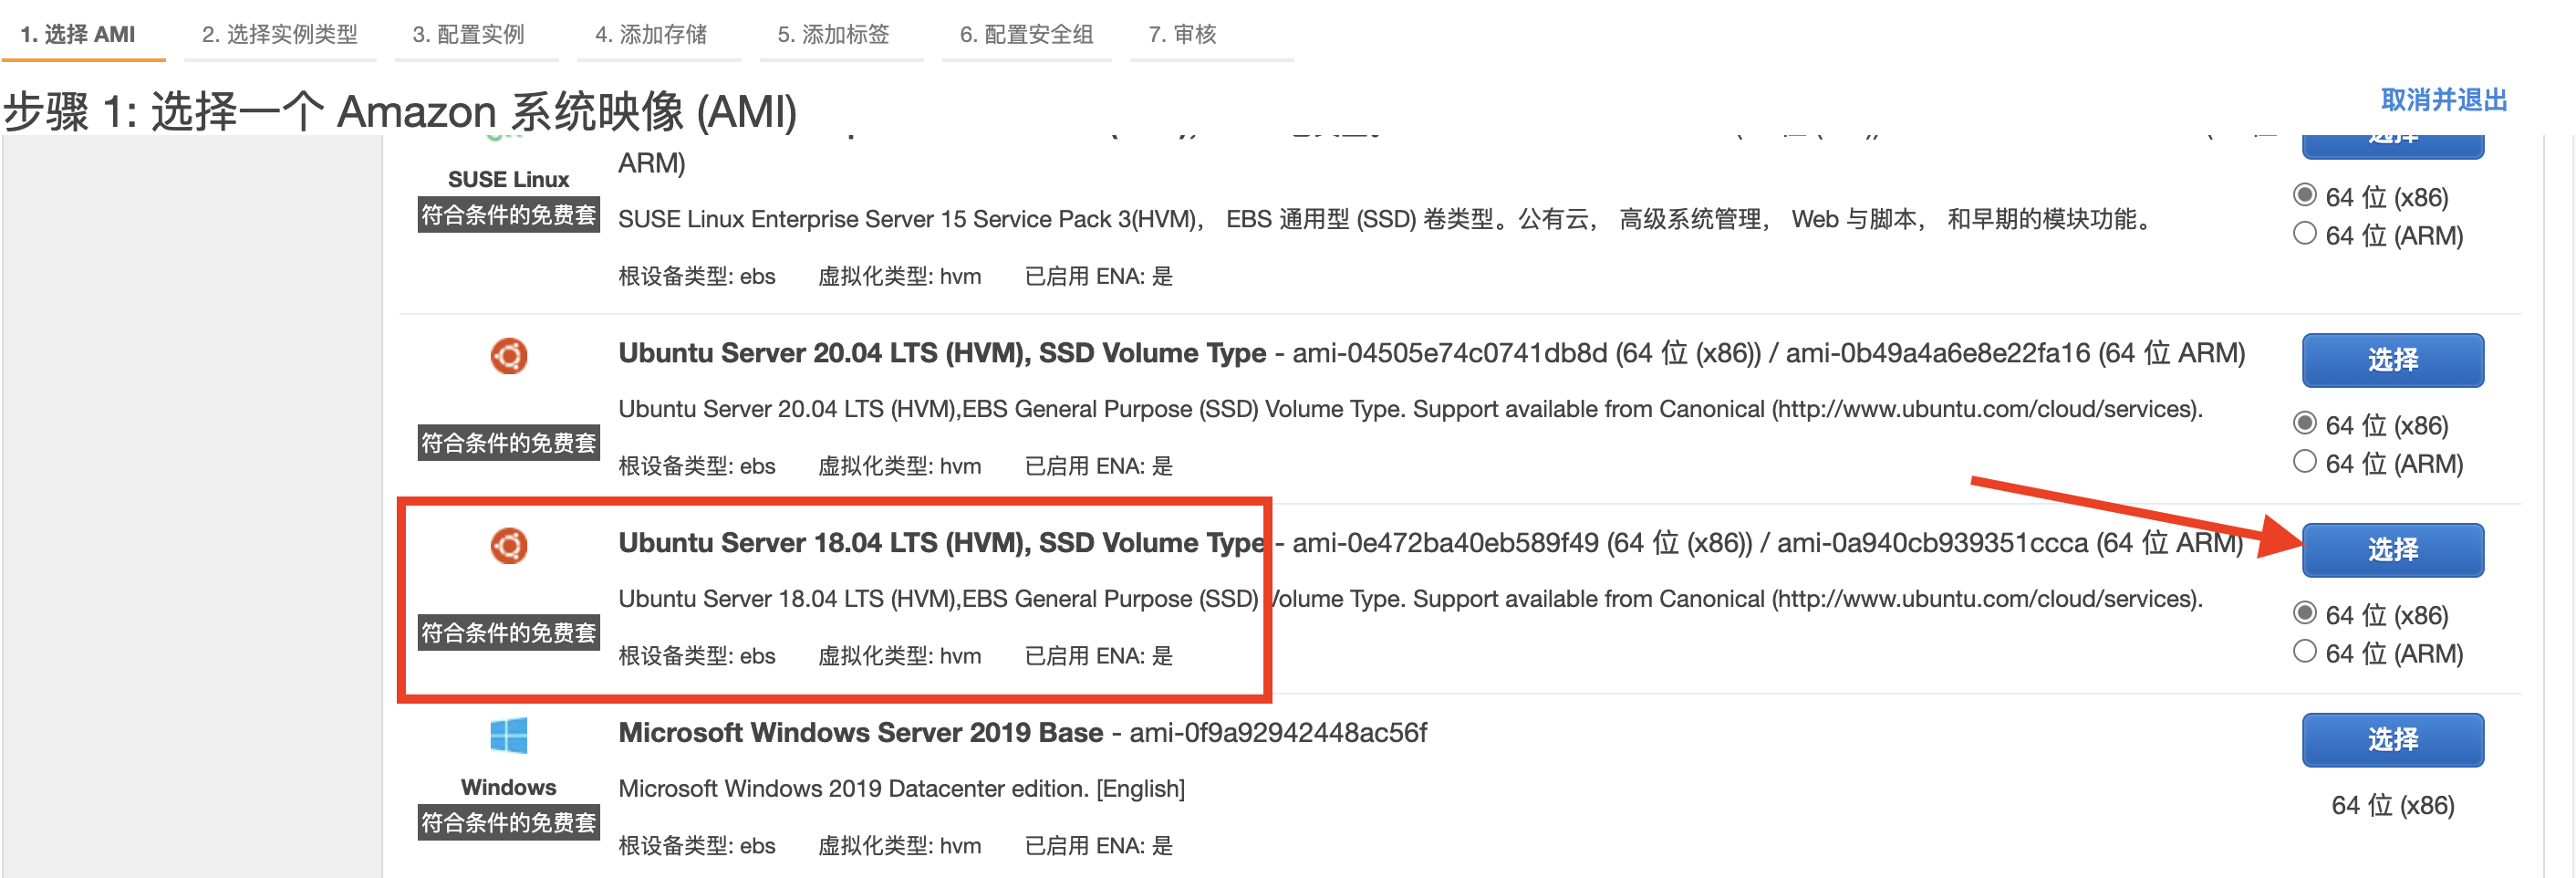 1. 选择 AMI 2. 选择实例类型 3. 配置实例 4. 添加存储 5. 添加标签 6. 配置安全组 7. 审核
步骤 1: 选择一个 Amazon 系统映像 (AMI) 取消并退出
选择
ARM)
SUSE Linux
符合条件的免费套
SUSE Linux Enterprise Server 15 Service Pack 3(HVM), EBS 通用型 (SSD) 卷类型。公有云, 高级系统管理, Web 与脚本, 和早期的模块功能。
64 位 (x86)
64 位 (ARM)
根设备类型: ebs 虚拟化类型: hvm 已启用 ENA: 是
Ubuntu Server 20.04 LTS (HVM), SSD Volume Type - ami-04505e74c0741db8d (64 位 (x86)) / ami-0b49a4a6e8e22fa16 (64 位 ARM)
选择
Ubuntu Server 20.04 LTS (HVM),EBS General Purpose (SSD) Volume Type. Support available from Canonical (http://www.ubuntu.com/cloud/services).
符合条件的免费套
64 位 (x86)
64 位 (ARM)
根设备类型: ebs 虚拟化类型: hvm 已启用 ENA: 是
Ubuntu Server 18.04 LTS (HVM), SSD Volume Type - ami-0e472ba40eb589f49 (64 位 (x86)) / ami-0a940cb939351ccca (64 位 ARM)
选择
Ubuntu Server 18.04 LTS (HVM),EBS General Purpose (SSD) Volume Type. Support available from Canonical (http://www.ubuntu.com/cloud/services).
符合条件的免费套
64 位 (x86)
64 位 (ARM)
根设备类型: ebs 虚拟化类型: hvm 已启用 ENA: 是
Microsoft Windows Server 2019 Base - ami-0f9a92942448ac56f
选择
Windows
符合条件的免费套
Microsoft Windows 2019 Datacenter edition. [English]
64 位 (x86)
根设备类型: ebs 虚拟化类型: hvm 已启用 ENA: 是